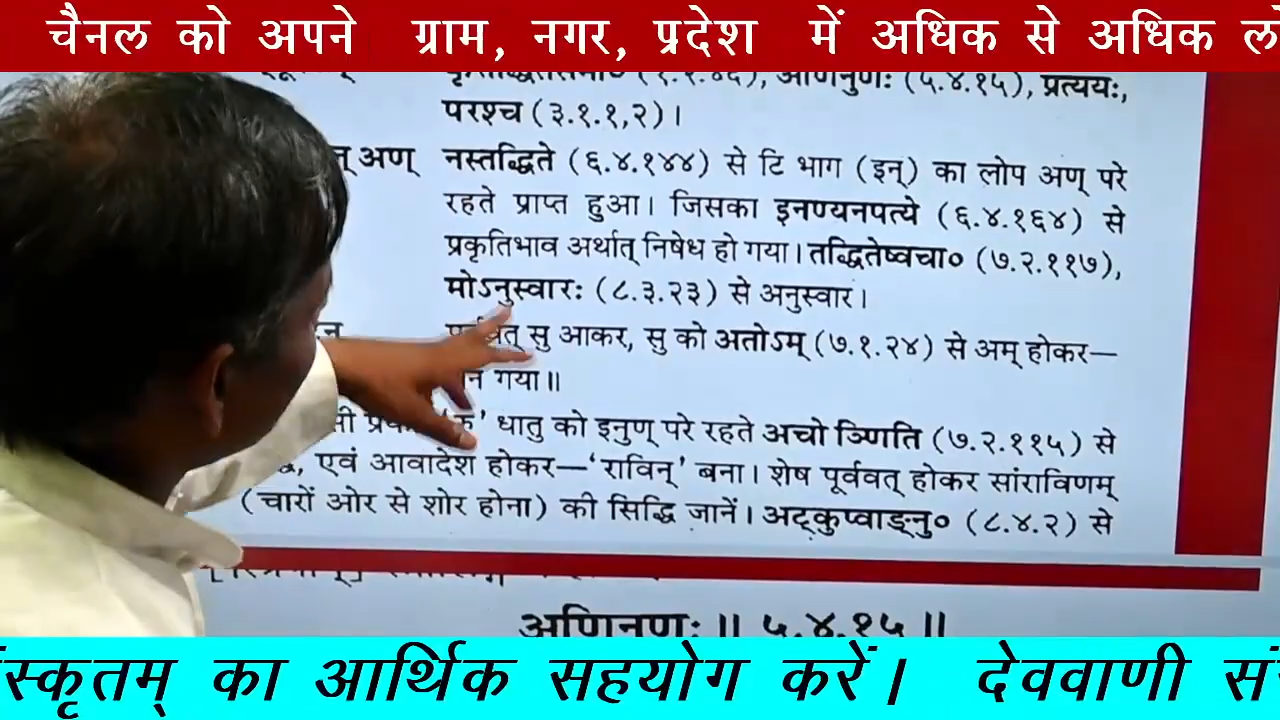 चैनल को अपने ग्राम, नगर, प्रदेश में अधिक से अधिक लो
(१.२.४६), अणिनुणः (५.४.१५), प्रत्ययः,
परश्च (३.१.१,२)।
न् अण् नस्तद्धिते (६.४.१४४) से टि भाग (इन्) का लोप अण् परे
रहते प्राप्त हुआ। जिसका इनण्यनपत्ये (६.४.१६४) से
प्रकृतिभाव अर्थात् निषेध हो गया। तद्धितेष्वचा० (७.२.११७),
मोऽनुस्वारः (८.३.२३) से अनुस्वार।
सु आकर, सु को अतोऽम् (७.१.२४) से अम् होकर—
गया॥
धातु को इनुण् परे रहते अचो ञ्णिति (७.२.११५) से
एवं आवादेश होकर—‘राविन्’ बना। शेष पूर्ववत् होकर सांराविणम्
(चारों ओर से शोर होना) की सिद्धि जानें। अट्कुप्वाङ्नु० (८.४.२) से
अणिनुणः॥ ५.४.१५॥
ंस्कृतम् का आर्थिक सहयोग करें। देववाणी सं